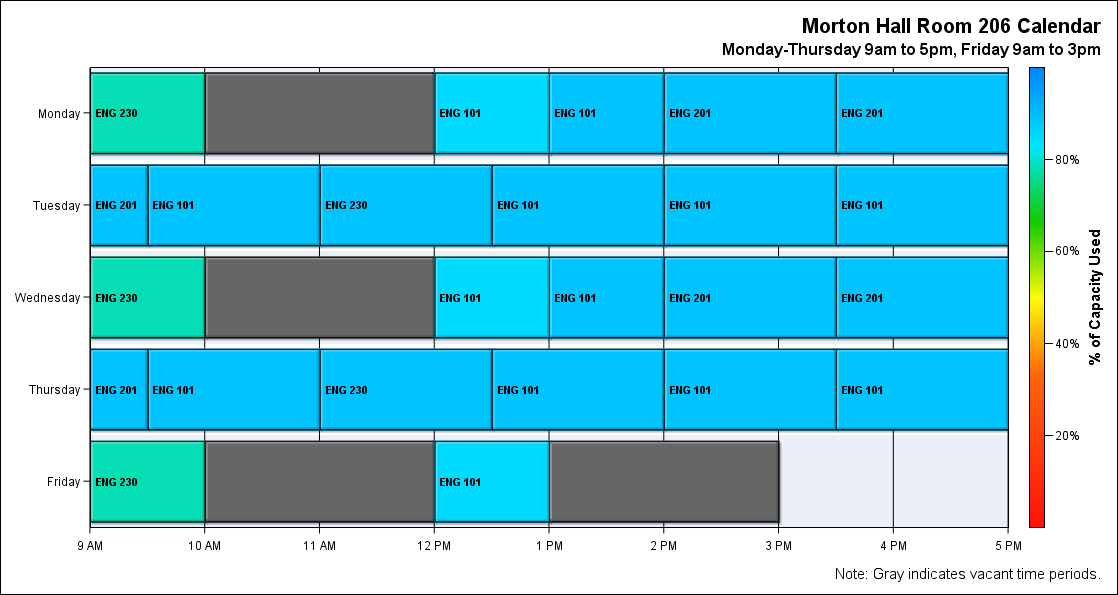 Morton Hall Room 206 Calendar
Monday-Thursday 9am to 5pm, Friday 9am to 3pm
Monday
ENG 230 ENG 101 ENG 101 ENG 201 ENG 201
Tuesday
ENG 201 ENG 101 ENG 230 ENG 101 ENG 101 ENG 101
Wednesday
ENG 230 ENG 101 ENG 101 ENG 201 ENG 201
Thursday
ENG 201 ENG 101 ENG 230 ENG 101 ENG 101 ENG 101
Friday
ENG 230 ENG 101
9 AM 10 AM 11 AM 12 PM 1 PM 2 PM 3 PM 4 PM 5 PM
80%
60%
40%
20%
% of Capacity Used
Note: Gray indicates vacant time periods.